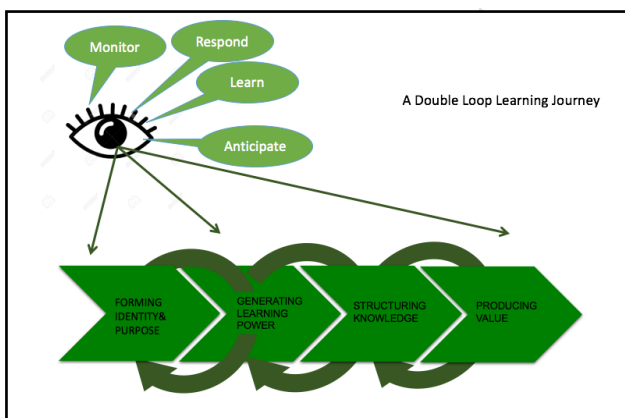 Monitor
Respond
Learn
Anticipate
A Double Loop Learning Journey
FORMING
IDENTITY&
PURPOSE
GENERATING
LEARNING
POWER
STRUCTURING
KNOWLEDGE
PRODUCING
VALUE